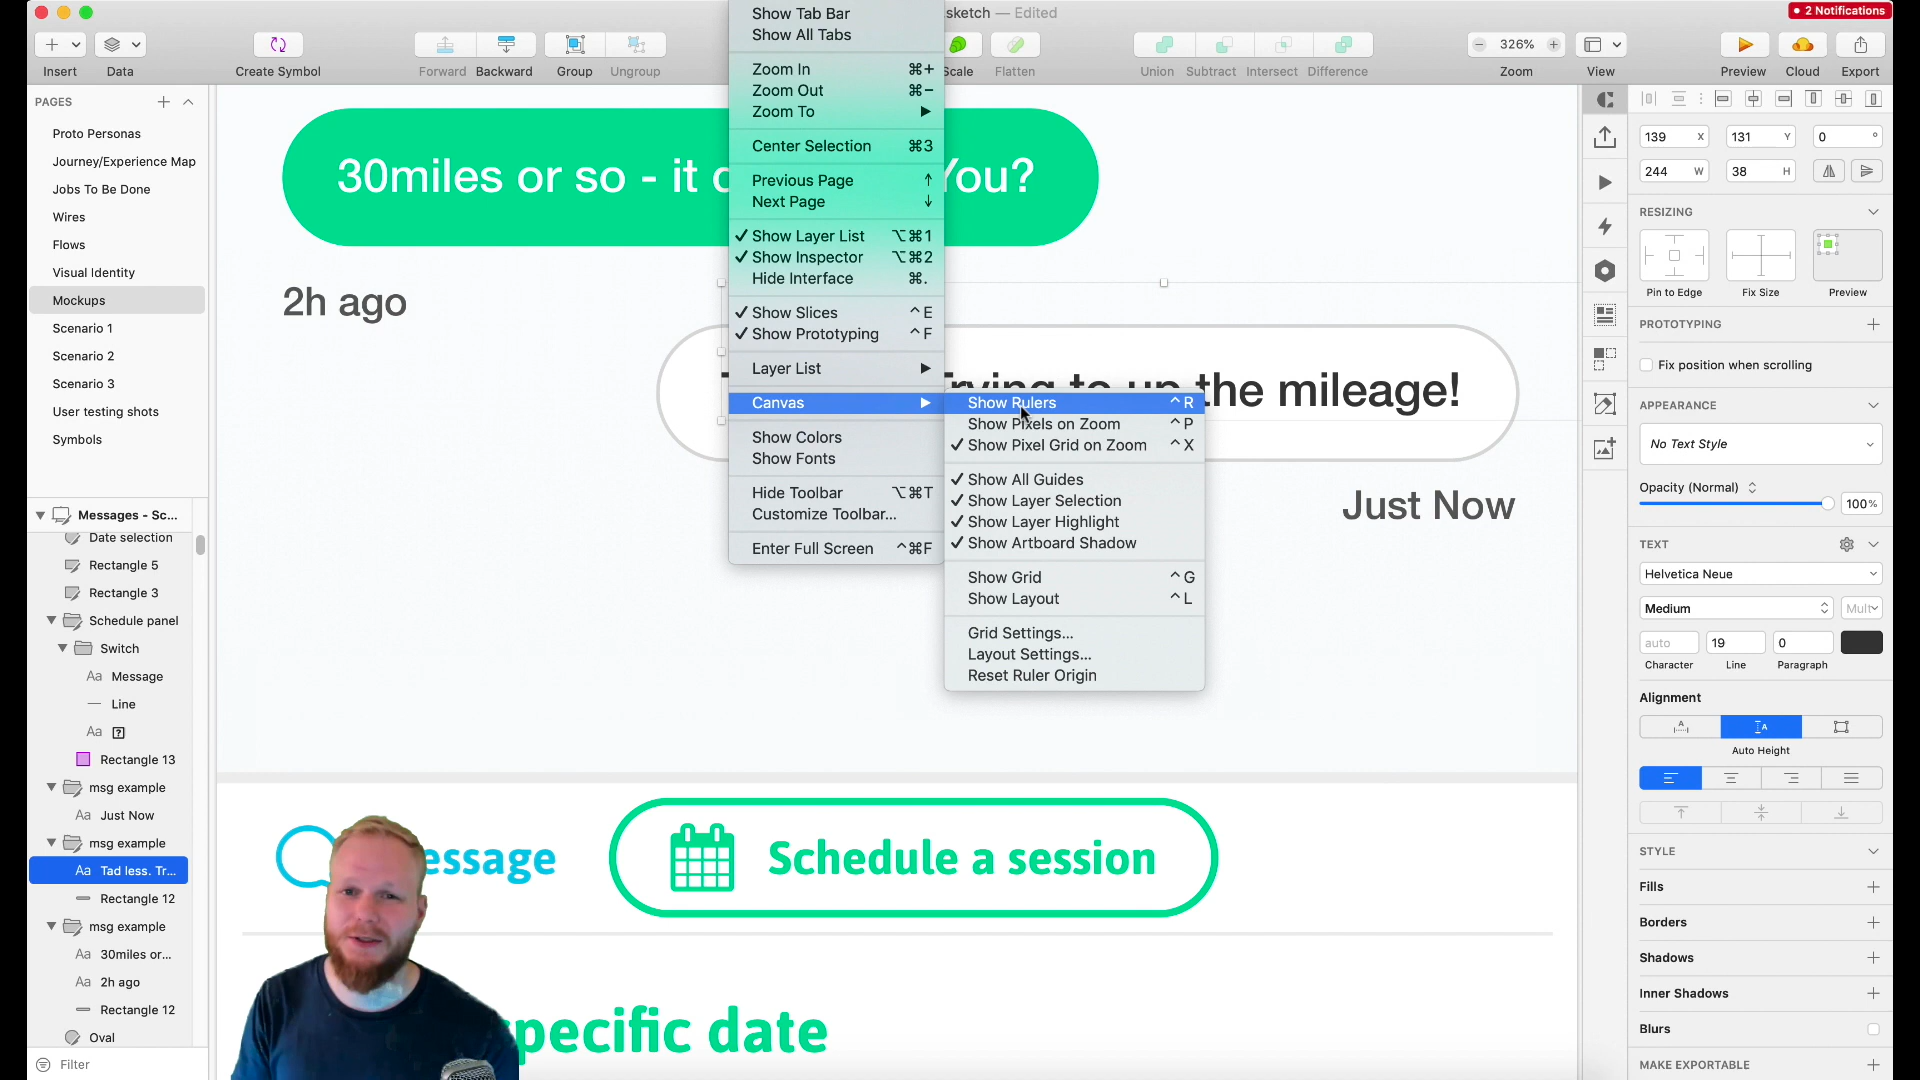 sketch — Edited
2 Notifications
Insert
Data
Create Symbol
Forward
Backward
Group
Ungroup
Scale
Flatten
Union
Subtract
Intersect
Difference
326%
Zoom
View
Preview
Cloud
Export
PAGES
Proto Personas
Journey/Experience Map
Jobs To Be Done
Wires
Flows
Visual Identity
Mockups
Scenario 1
Scenario 2
Scenario 3
User testing shots
Symbols
Messages - Sc...
Date selection
Rectangle 5
Rectangle 3
Schedule panel
Switch
Aa Message
Line
Aa ?
Rectangle 13
msg example
Aa Just Now
msg example
Aa Tad less. Tr...
Rectangle 12
msg example
Aa 30miles or...
Aa 2h ago
Rectangle 12
Oval
Filter
30miles or so - it You?
2h ago
the mileage!
Just Now
essage
Schedule a session
specific date
Show Tab Bar
Show All Tabs
Zoom In ⌘+
Zoom Out ⌘−
Zoom To ▶
Center Selection ⌘3
Previous Page ↑
Next Page ↓
✓ Show Layer List ⌥⌘1
✓ Show Inspector ⌥⌘2
Hide Interface ⌘.
✓ Show Slices ⌃E
✓ Show Prototyping ⌃F
Layer List ▶
Canvas ▶
Show Colors
Show Fonts
Hide Toolbar ⌥⌘T
Customize Toolbar...
Enter Full Screen ⌃⌘F
Show Rulers ⌃R
Show Pixels on Zoom ⌃P
✓ Show Pixel Grid on Zoom ⌃X
✓ Show All Guides
✓ Show Layer Selection
✓ Show Layer Highlight
✓ Show Artboard Shadow
Show Grid ⌃G
Show Layout ⌃L
Grid Settings...
Layout Settings...
Reset Ruler Origin
139 X
131 Y
0 °
244 W
38 H
RESIZING
Pin to Edge
Fix Size
Preview
PROTOTYPING
Fix position when scrolling
APPEARANCE
No Text Style
Opacity (Normal)
100%
TEXT
Helvetica Neue
Medium
Mult
auto
19
0
Character
Line
Paragraph
Alignment
Auto Height
STYLE
Fills
Borders
Shadows
Inner Shadows
Blurs
MAKE EXPORTABLE